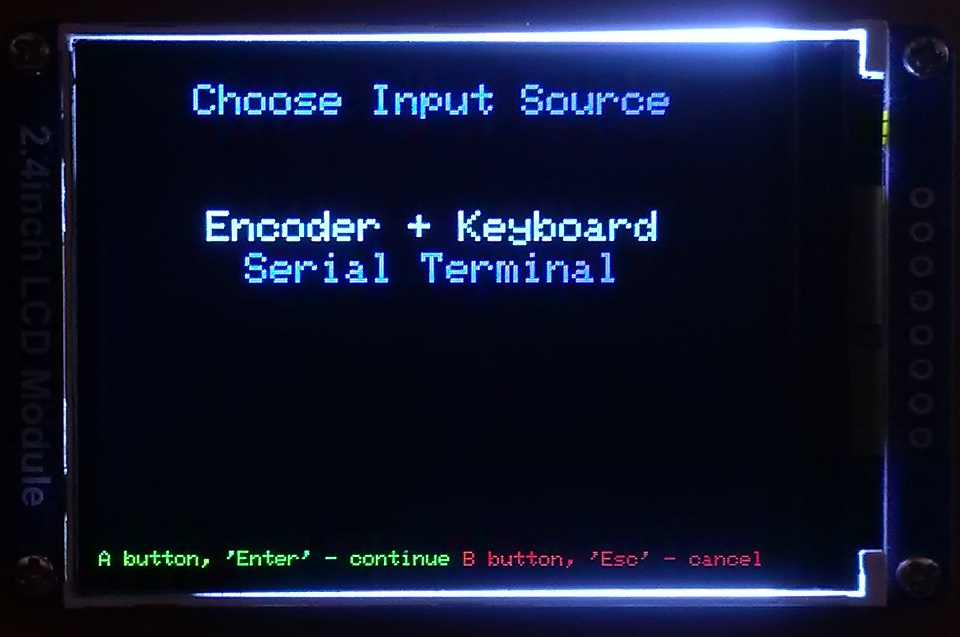 Choose Input Source
Encoder + Keyboard
Serial Terminal
A button, 'Enter' - continue B button, 'Esc' - cancel
2.4inch LCD Module